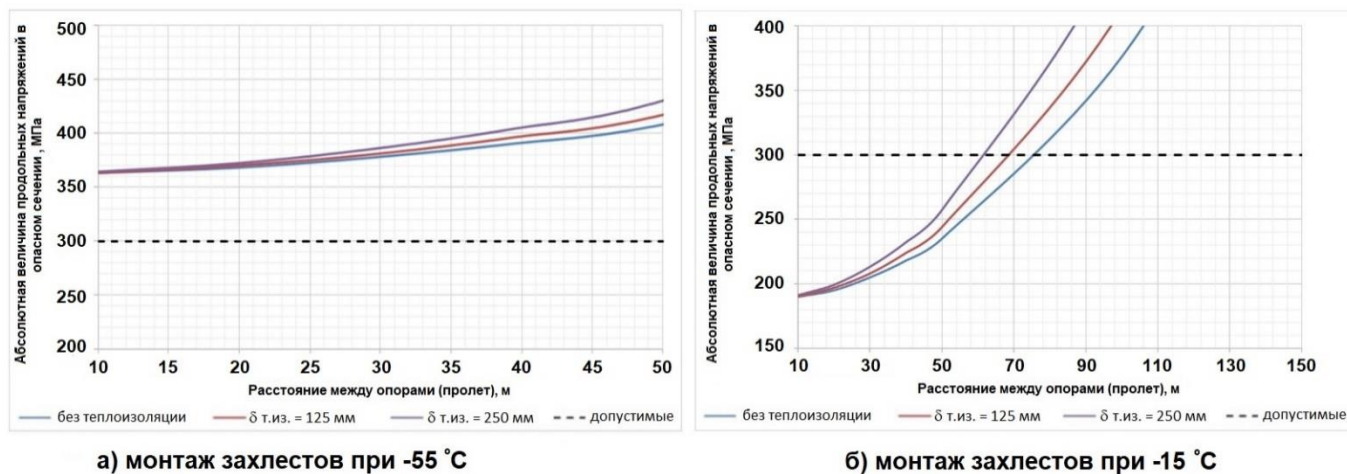 Абсолютная величина продольных напряжений в
опасном сечении , МПа
500
450
400
350
300
250
200
10 15 20 25 30 35 40 45 50
Расстояние между опорами (пролет), м
без теплоизоляции δ т.из. = 125 мм δ т.из. = 250 мм допустимые
а) монтаж захлестов при -55 ˚С
Абсолютная величина продольных напряжений в
опасном сечении , МПа
400
350
300
250
200
150
10 30 50 70 90 110 130 150
Расстояние между опорами (пролет), м
без теплоизоляции δ т.из. = 125 мм δ т.из. = 250 мм допустимые
б) монтаж захлестов при -15 ˚С